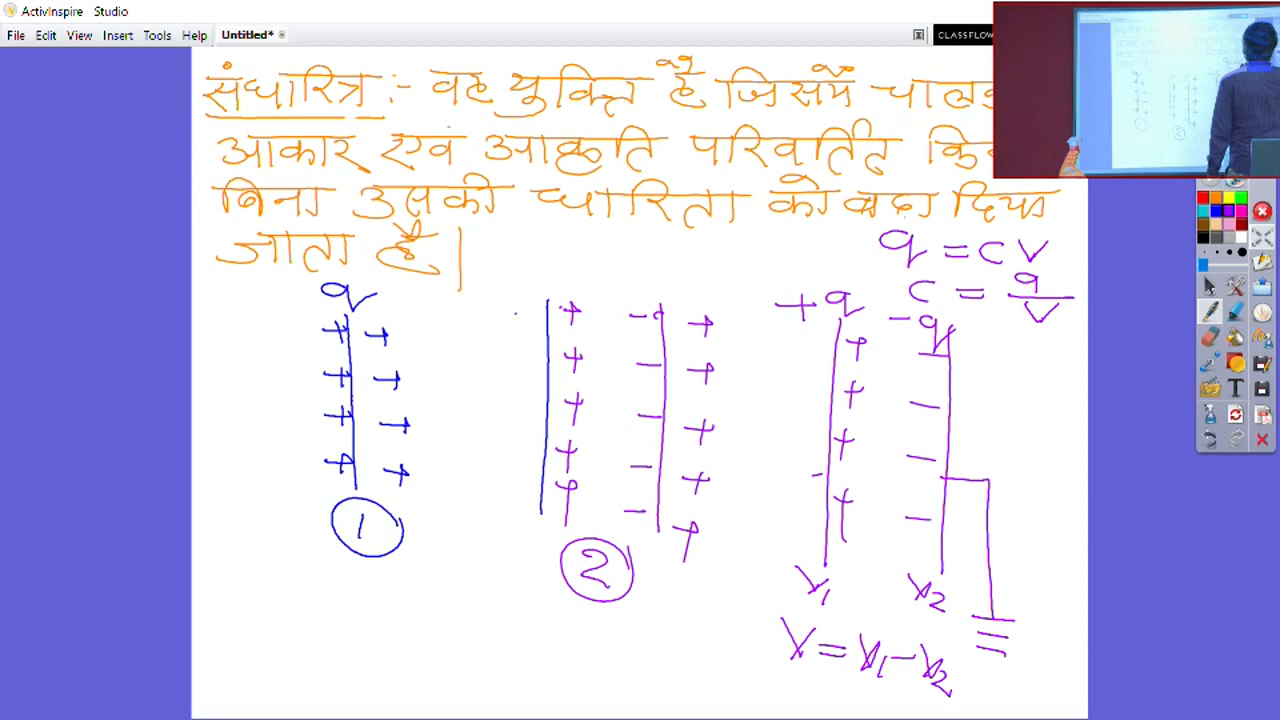 ActivInspire Studio
File Edit View Insert Tools Help Untitled*
CLASSFLOW
संधारित्र :- वह युक्ति है जिसमें चालक
आकार एवं आकृति परिवर्तित
बिना उसकी धारिता को बढ़ा दिया
जाता है।
q = CV
C = q/V
q
+ +
+ +
+ +
+ +
1
+ - +
+ - +
+ - +
+ - +
+ - +
2
+q -q
+ -
+ -
+ -
+ -
V1 V2
V = V1 - V2